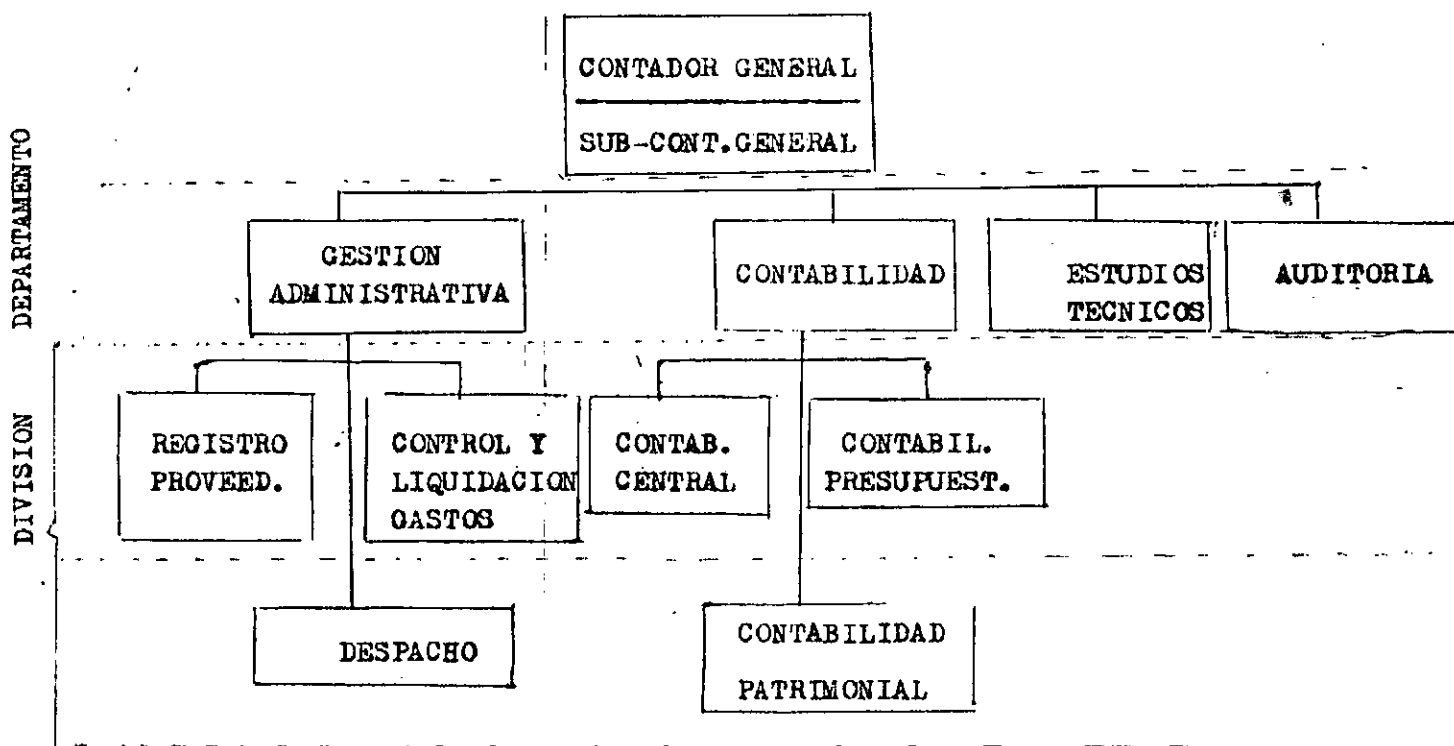 CONTADOR GENERAL
SUB-CONT.GENERAL
DEPARTAMENTO
GESTION
ADMINISTRATIVA
CONTABILIDAD
ESTUDIOS
TECNICOS
AUDITORIA
DIVISION
REGISTRO
PROVEED.
CONTROL Y
LIQUIDACION
GASTOS
CONTAB.
CENTRAL
CONTABIL.
PRESUPUEST.
DESPACHO
CONTABILIDAD
PATRIMONIAL